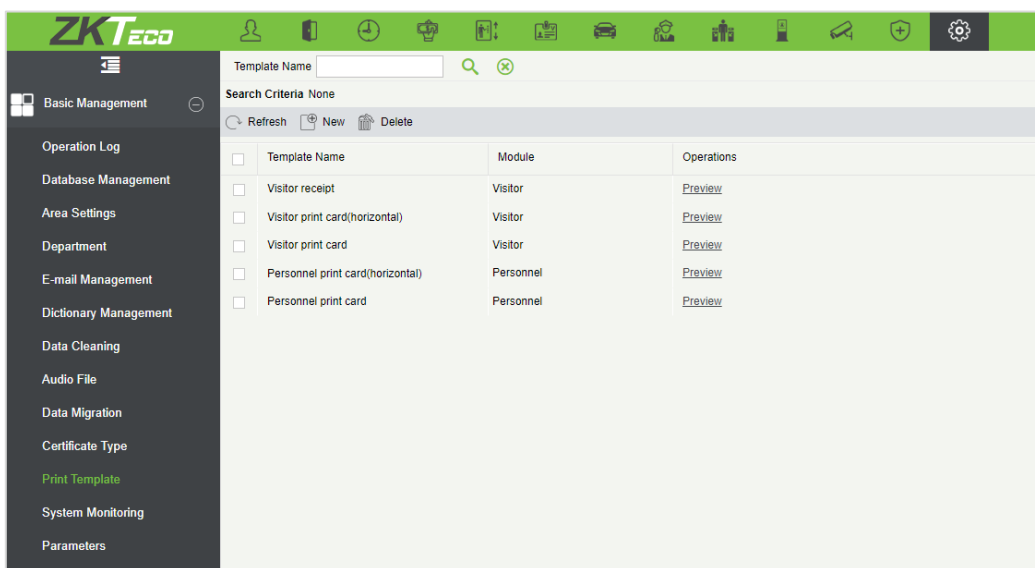 ZKTeco
Template Name
Basic Management
Search Criteria None
Refresh New Delete
Operation Log
Database Management
Area Settings
Department
E-mail Management
Dictionary Management
Data Cleaning
Audio File
Data Migration
Certificate Type
Print Template
System Monitoring
Parameters
Template Name Module Operations
Visitor receipt Visitor Preview
Visitor print card(horizontal) Visitor Preview
Visitor print card Visitor Preview
Personnel print card(horizontal) Personnel Preview
Personnel print card Personnel Preview